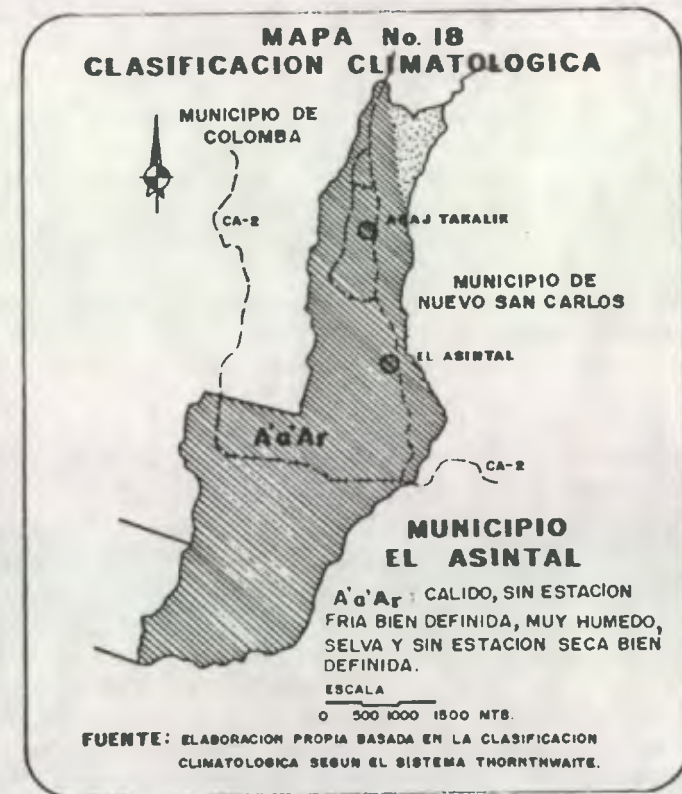 MAPA No. 18
CLASIFICACION CLIMATOLOGICA
MUNICIPIO DE
COLOMBA
CA-2
ABAJ TAKALIK
MUNICIPIO DE
NUEVO SAN CARLOS
EL ASINTAL
A'a'Ar
CA-2
MUNICIPIO
EL ASINTAL
A'a'Ar : CALIDO, SIN ESTACION
FRIA BIEN DEFINIDA, MUY HUMEDO,
SELVA Y SIN ESTACION SECA BIEN
DEFINIDA.
ESCALA
0 500 1000 1500 MTS.
FUENTE: ELABORACION PROPIA BASADA EN LA CLASIFICACION
CLIMATOLOGICA SEGUN EL SISTEMA THORNTHWAITE.